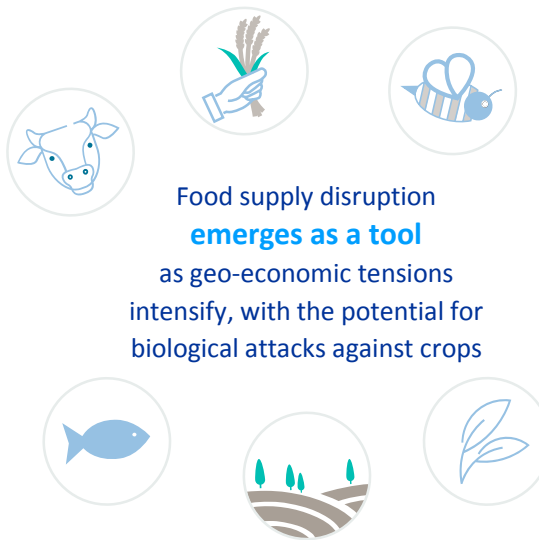 Food supply disruption
emerges as a tool
as geo-economic tensions
intensify, with the potential for
biological attacks against crops